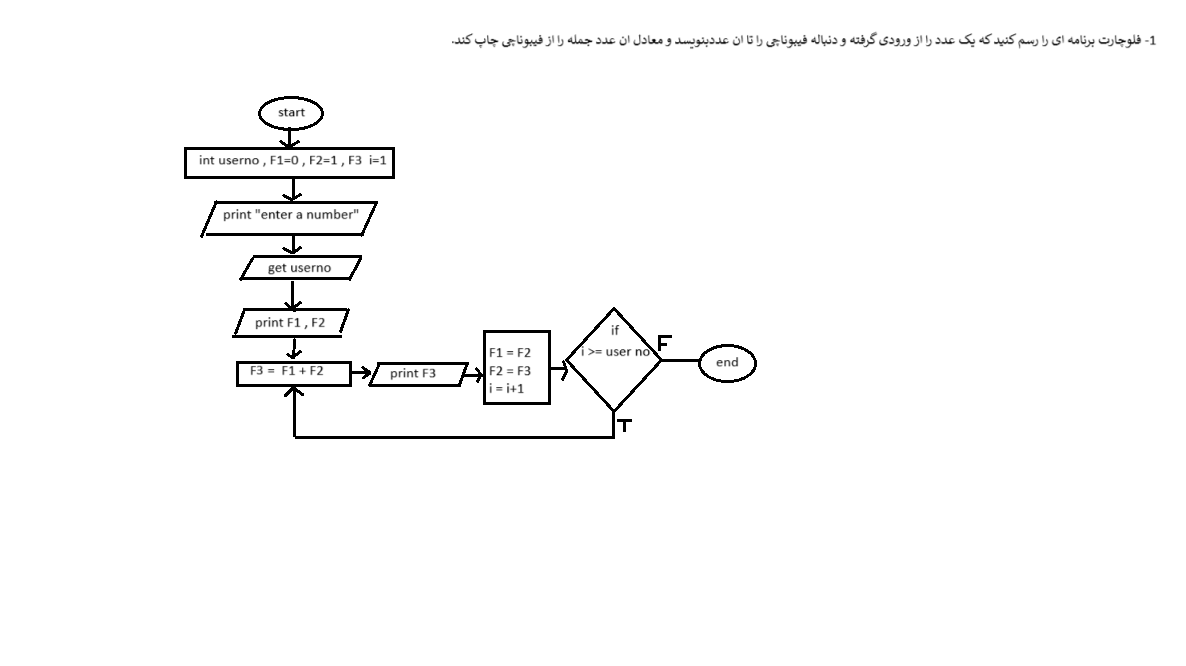 1- فلوچارت برنامه ای را رسم کنید که یک عدد را از ورودی گرفته و دنباله فیبوناچی را تا ان عددبنویسد و معادل ان عدد جمله را از فیبوناچی چاپ کند.
start
int userno , F1=0 , F2=1 , F3 i=1
print "enter a number"
get userno
print F1 , F2
F3 = F1 + F2
print F3
F1 = F2
F2 = F3
i = i+1
if
i >= user no
F
end
T